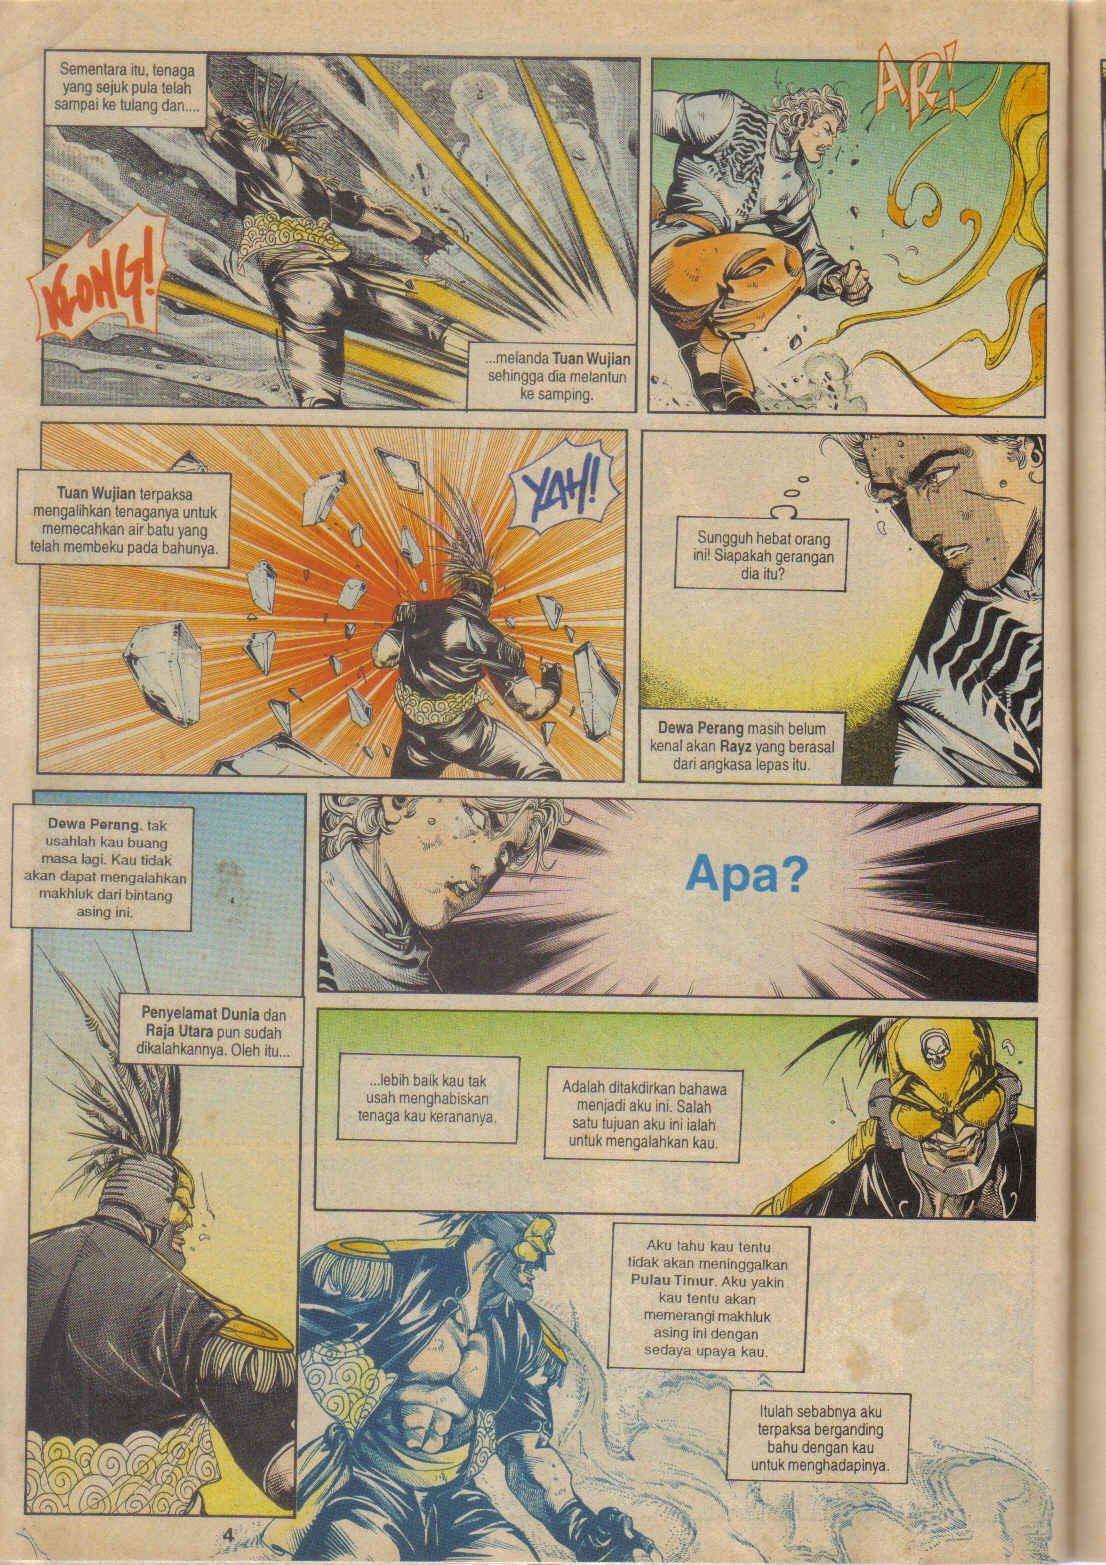 Sementara itu, tenaga
yang sejuk pula telah
sampai ke tulang dan....
KLONG!
...melanda Tuan Wujian
sehingga dia melantun
ke samping.
AR!
Tuan Wujian terpaksa
mengalihkan tenaganya untuk
memecahkan air batu yang
telah membeku pada bahunya.
YAH!
Sungguh hebat orang
ini! Siapakah gerangan
dia itu?
Dewa Perang masih belum
kenal akan Rayz yang berasal
dari angkasa lepas itu.
Dewa Perang. tak
usahlah kau buang
masa lagi. Kau tidak
akan dapat mengalahkan
makhluk dari bintang
asing ini.
Penyelamat Dunia dan
Raja Utara pun sudah
dikalahkannya. Oleh itu...
Apa?
...lebih baik kau tak
usah menghabiskan
tenaga kau kerananya.
Adalah ditakdirkan bahawa
menjadi aku ini. Salah
satu tujuan aku ini ialah
untuk mengalahkan kau.
Aku tahu kau tentu
tidak akan meninggalkan
Pulau Timur. Aku yakin
kau tentu akan
memerangi makhluk
asing ini dengan
sedaya upaya kau.
Itulah sebabnya aku
terpaksa berganding
bahu dengan kau
untuk menghadapinya.
4